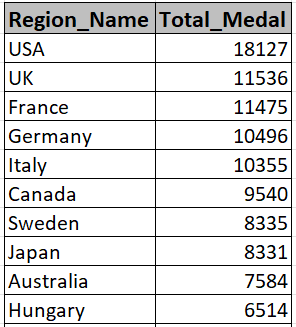 Region_Name Total_Medal
USA 18127
UK 11536
France 11475
Germany 10496
Italy 10355
Canada 9540
Sweden 8335
Japan 8331
Australia 7584
Hungary 6514